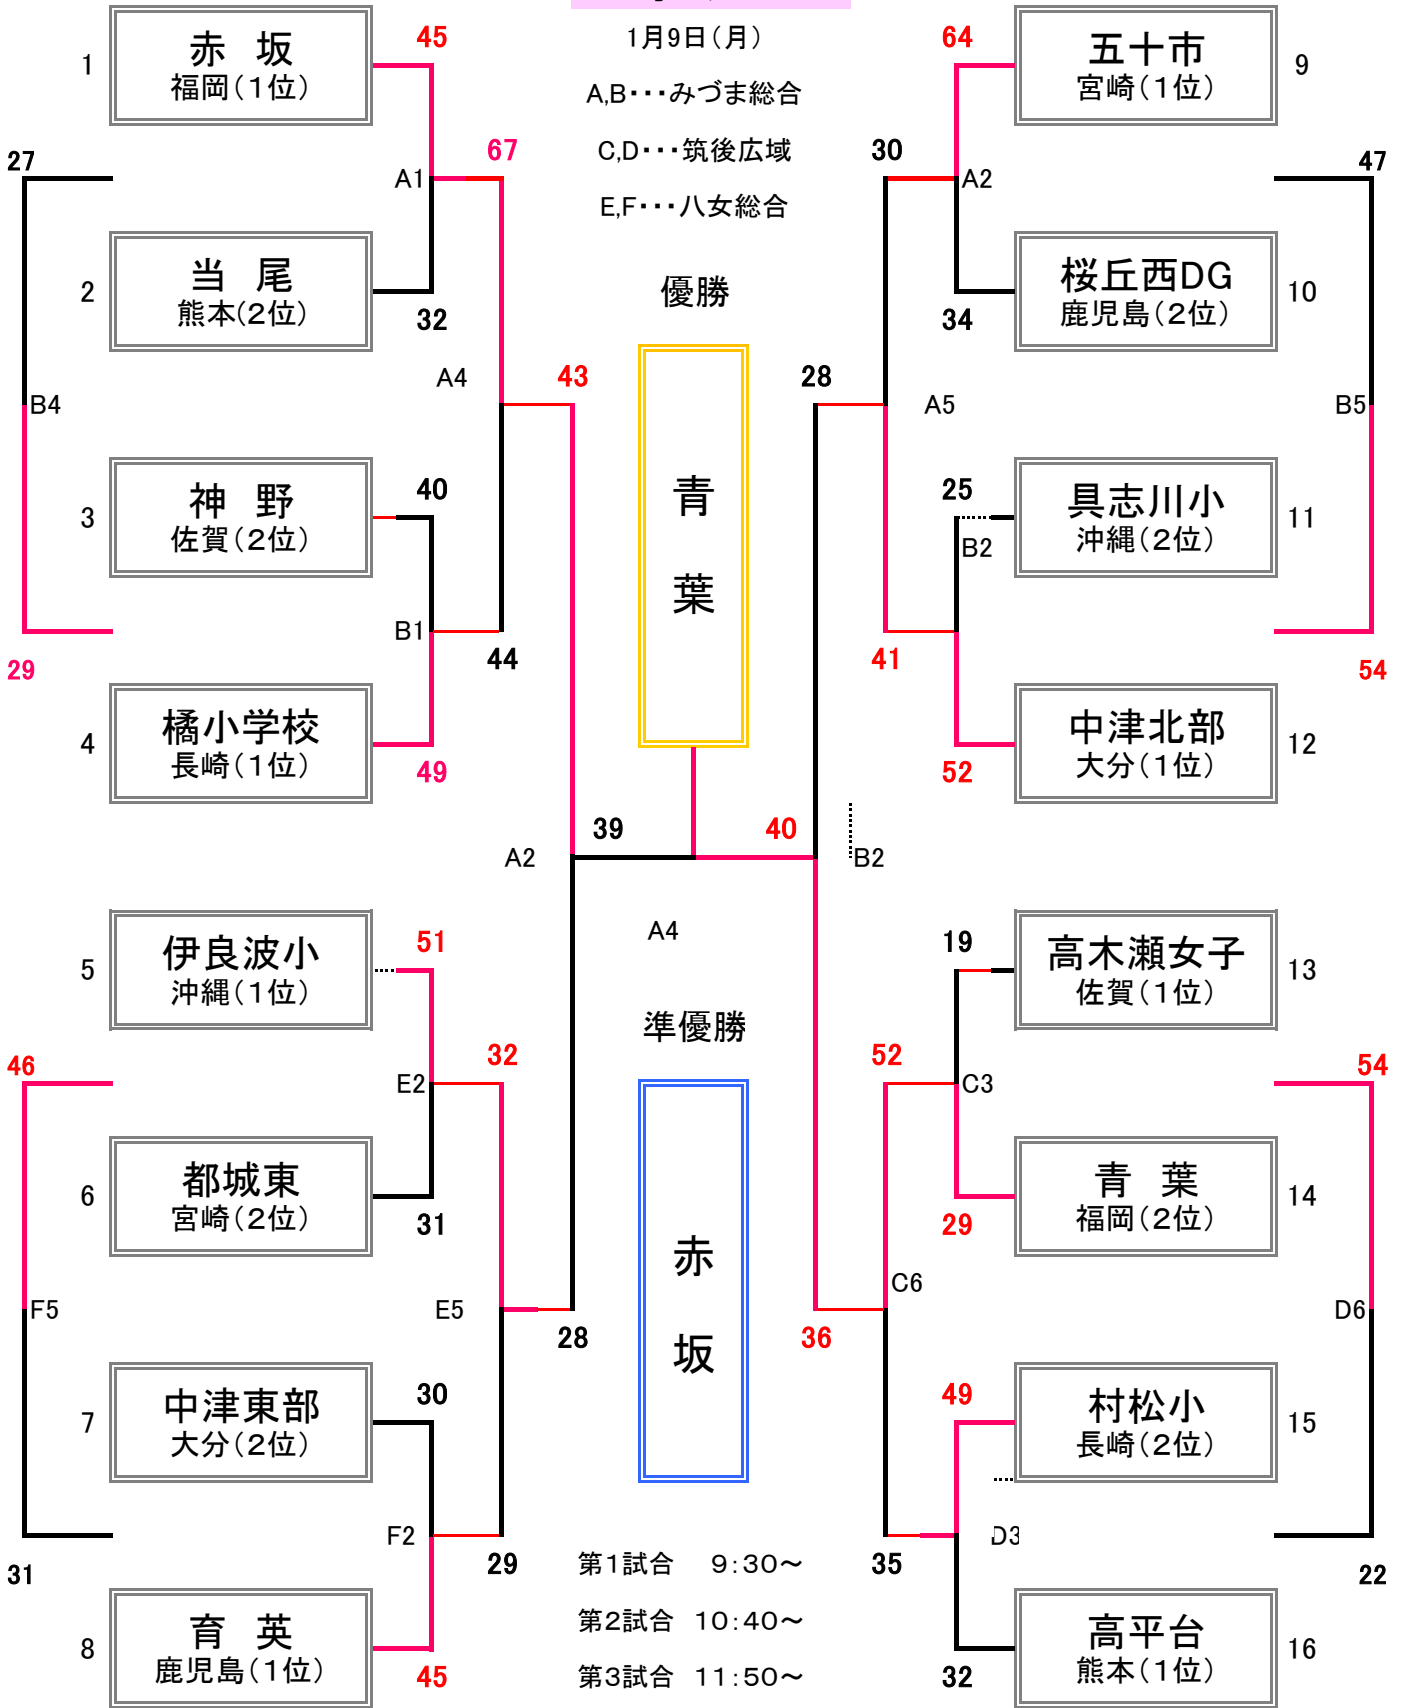 1
赤 坂
福岡(1位)
45
27
A1
67
2
当 尾
熊本(2位)
32
A4
43
B4
3
神 野
佐賀(2位)
40
B1
44
29
4
橘小学校
長崎(1位)
49
39
A2
5
伊良波小
沖縄(1位)
51
46
E2
32
6
都城東
宮崎(2位)
31
F5
E5
28
7
中津東部
大分(2位)
30
F2
29
31
8
育 英
鹿児島(1位)
45
1月9日(月)
A,B・・・みづま総合
C,D・・・筑後広域
E,F・・・八女総合
優勝
青葉
A4
準優勝
赤坂
第1試合 9:30～
第2試合 10:40～
第3試合 11:50～
64
五十市
宮崎(1位)
9
30
A2
47
桜丘西DG
鹿児島(2位)
10
34
28
A5
B5
25
具志川小
沖縄(2位)
11
B2
41
54
中津北部
大分(1位)
12
52
40
B2
19
高木瀬女子
佐賀(1位)
13
52
C3
54
青 葉
福岡(2位)
14
29
C6
36
D6
49
村松小
長崎(2位)
15
D3
35
22
高平台
熊本(1位)
16
32